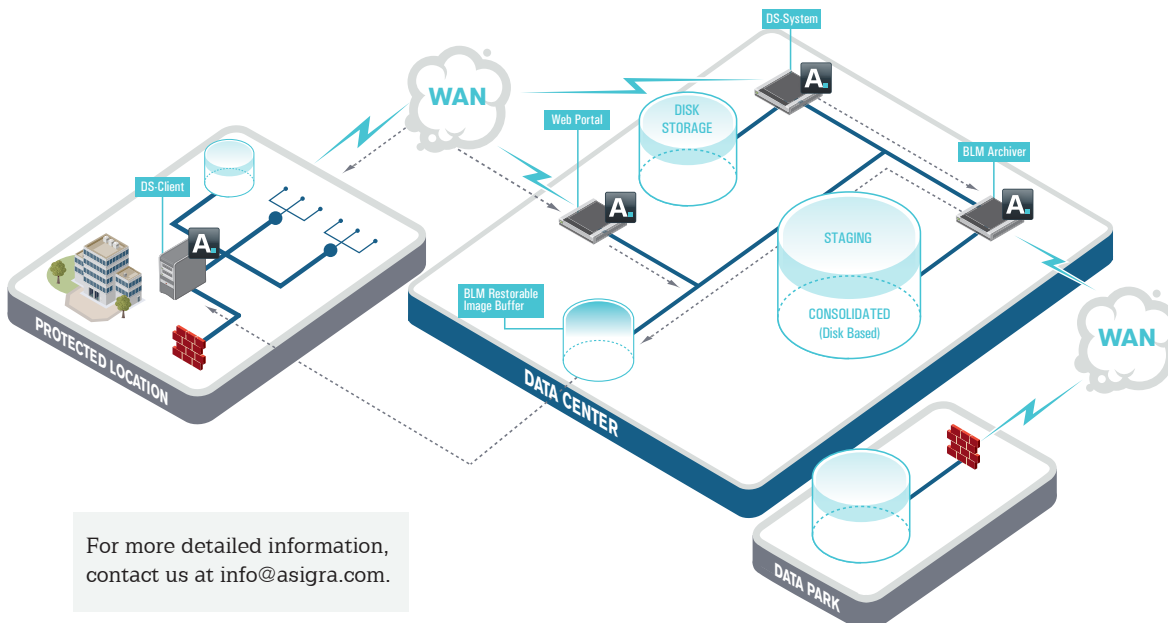 DS-System
A.
WAN
DISK
STORAGE
Web Portal
BLM Archiver
A.
DS-Client
A.
A.
STAGING
BLM Restorable
Image Buffer
CONSOLIDATED
(Disk Based)
WAN
PROTECTED LOCATION
DATA CENTER
For more detailed information,
contact us at info@asigra.com.
DATA PARK